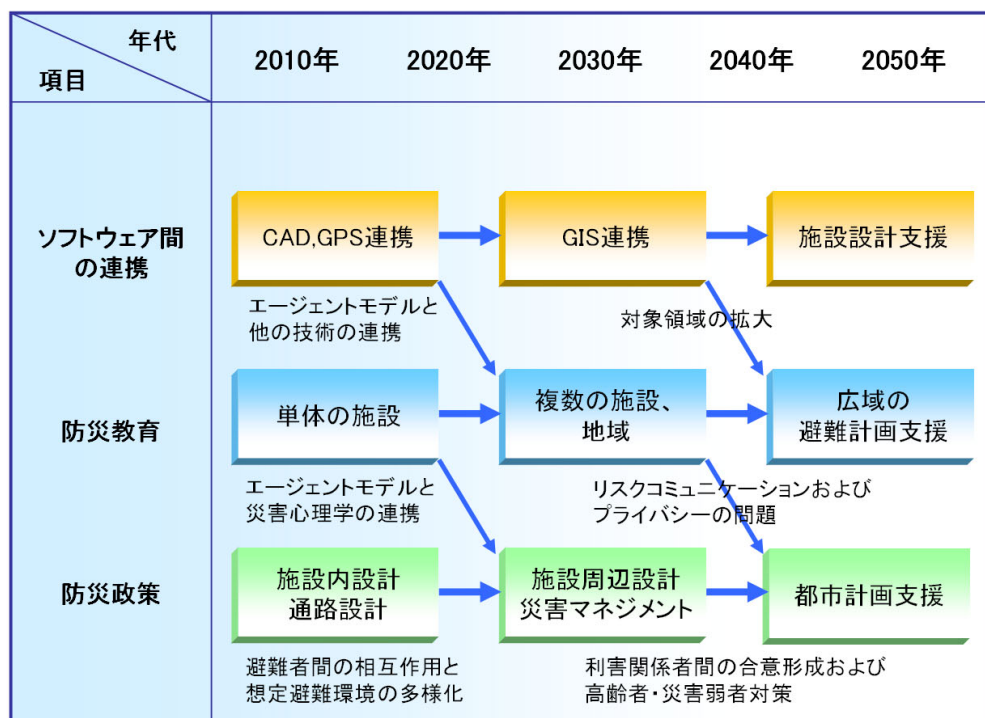 年代
項目
2010年 2020年 2030年 2040年 2050年
ソフトウェア間
の連携
CAD,GPS連携
GIS連携
施設設計支援
エージェントモデルと
他の技術の連携
対象領域の拡大
防災教育
単体の施設
複数の施設、
地域
広域の
避難計画支援
エージェントモデルと
災害心理学の連携
リスクコミュニケーションおよび
プライバシーの問題
防災政策
施設内設計
通路設計
施設周辺設計
災害マネジメント
都市計画支援
避難者間の相互作用と
想定避難環境の多様化
利害関係者間の合意形成および
高齢者・災害弱者対策